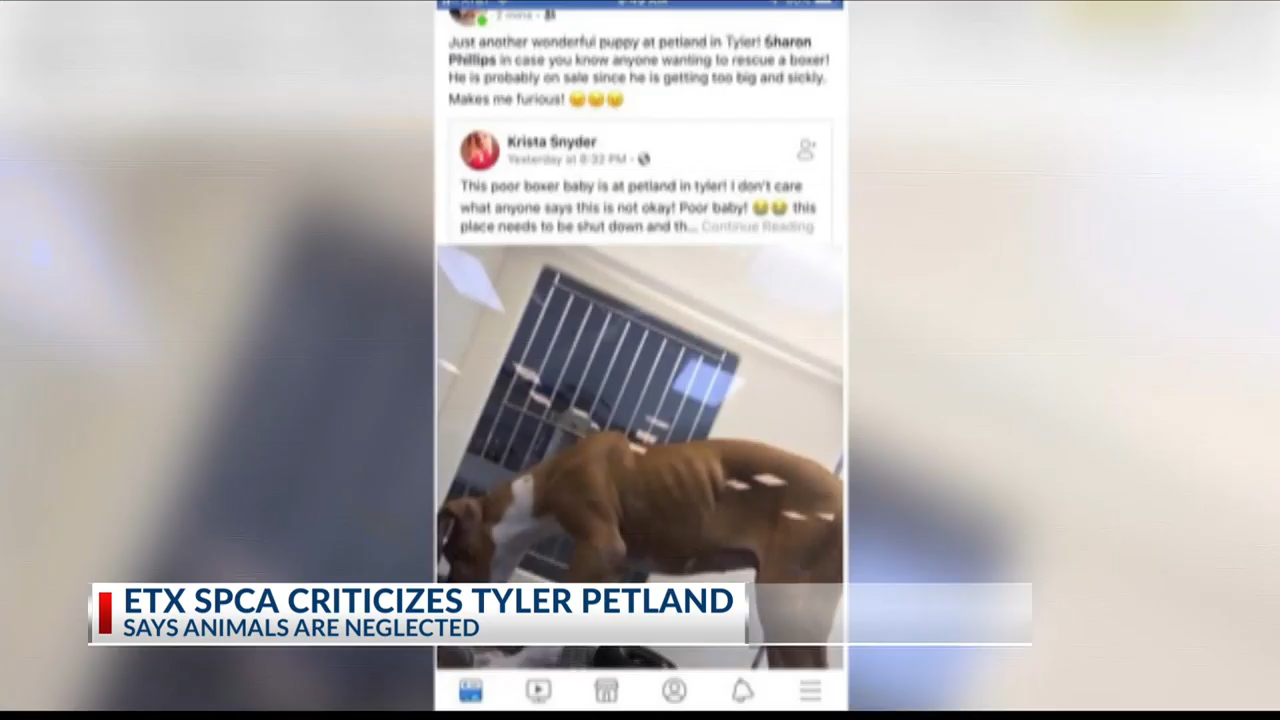 2 mins
Just another wonderful puppy at petland in Tyler! Sharon
Phillips in case you know anyone wanting to rescue a boxer!
He is probably on sale since he is getting too big and sickly.
Makes me furious! 😠😠😠
Krista Snyder
Yesterday at 8:32 PM ·
This poor boxer baby is at petland in tyler! I don't care
what anyone says this is not okay! Poor baby! 😭😭 this
place needs to be shut down and th... Continue Reading
ETX SPCA CRITICIZES TYLER PETLAND
SAYS ANIMALS ARE NEGLECTED